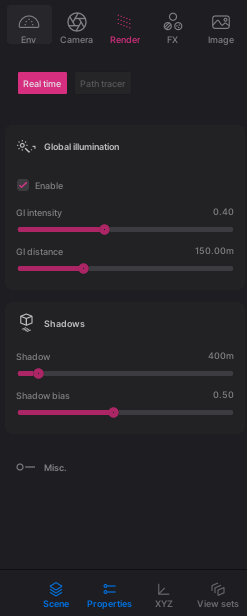 Env Camera Render FX Image
Real time Path tracer
Global illumination
Enable
GI intensity 0.40
GI distance 150.00m
Shadows
Shadow 400m
Shadow bias 0.50
Misc.
Scene Properties XYZ View sets